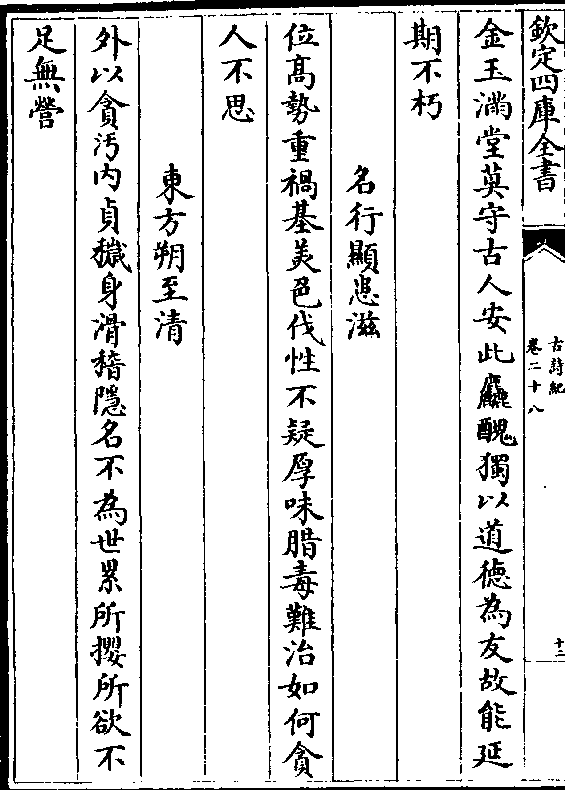 欽定四庫全書
古詩紀
卷二十八
十二
金玉滿堂莫守古人安此麤醜獨以道德為友故能延
期不朽
名行顯患滋
位髙勢重禍基美色伐性不疑厚味腊毒難治如何貪
人不思
東方朔至清
外以貪汚内貞穢身滑稽隱名不為世累所攖所欲不
足無營